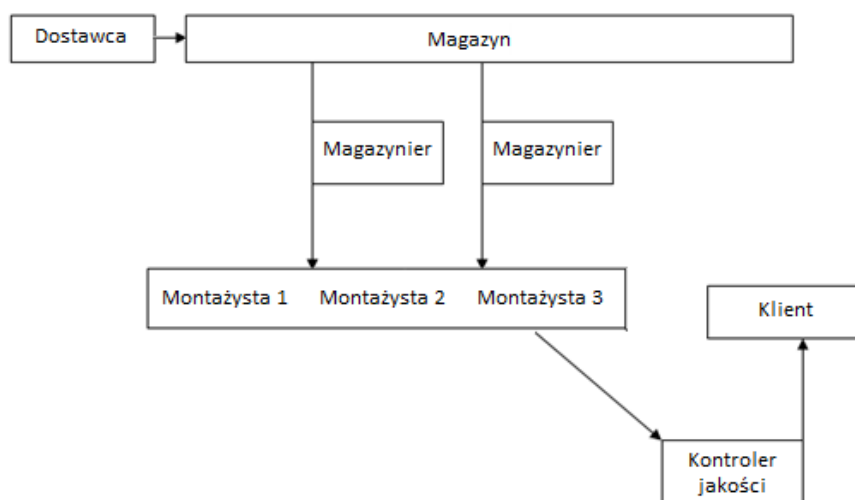 Dostawca
Magazyn
Magazynier
Magazynier
Montażysta 1 Montażysta 2 Montażysta 3
Klient
Kontroler
jakości